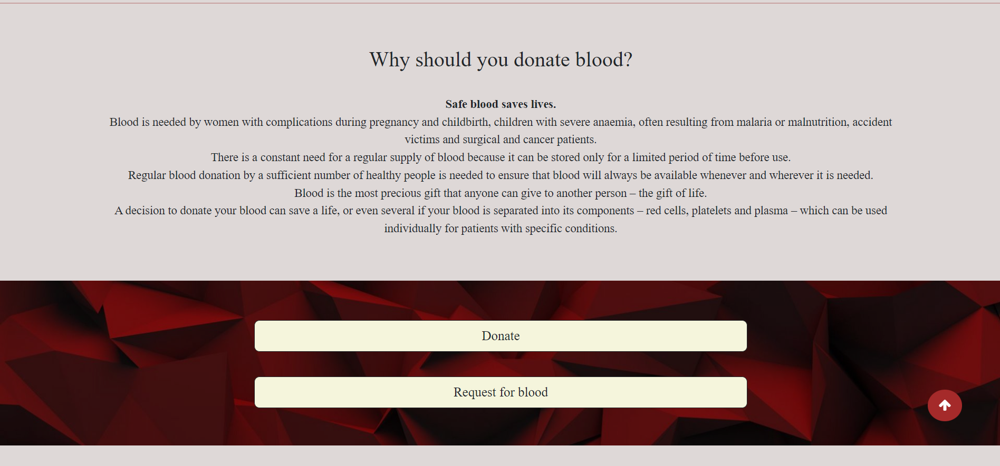 Why should you donate blood?
Safe blood saves lives.
Blood is needed by women with complications during pregnancy and childbirth, children with severe anaemia, often resulting from malaria or malnutrition, accident
victims and surgical and cancer patients.
There is a constant need for a regular supply of blood because it can be stored only for a limited period of time before use.
Regular blood donation by a sufficient number of healthy people is needed to ensure that blood will always be available whenever and wherever it is needed.
Blood is the most precious gift that anyone can give to another person – the gift of life.
A decision to donate your blood can save a life, or even several if your blood is separated into its components – red cells, platelets and plasma – which can be used
individually for patients with specific conditions.
Donate
Request for blood